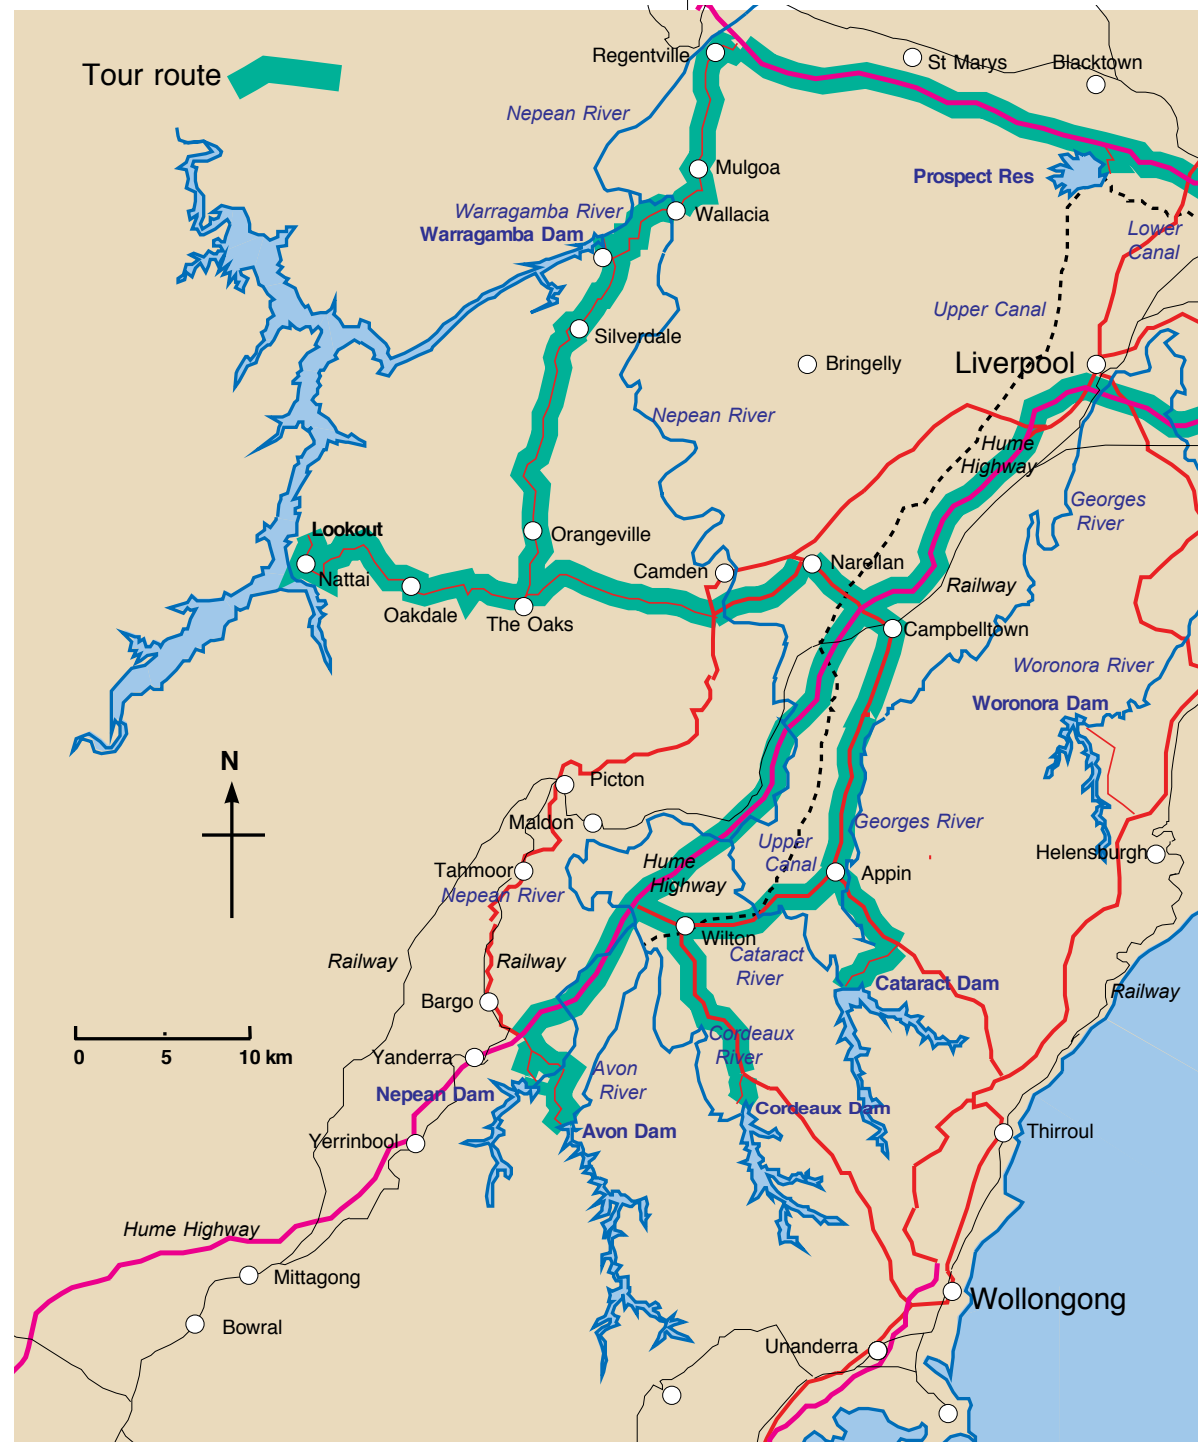 Regentville
St Marys
Blacktown
Tour route
Nepean River
Mulgoa
Prospect Res
Warragamba River
Wallacia
Warragamba Dam
Lower
Canal
Upper Canal
Silverdale
Bringelly
Liverpool
Nepean River
Hume
Highway
Georges
River
Lookout
Orangeville
Nattai
Camden
Narellan
Railway
Oakdale
The Oaks
Campbelltown
Woronora River
Woronora Dam
N
Picton
Maldon
Georges River
Upper
Canal
Helensburgh
Hume
Highway
Tahmoor
Appin
Nepean River
Wilton
Railway
Railway
Cataract
River
Cataract Dam
Railway
Bargo
Cordeaux
River
0 5 10 km
Yanderra
Avon
River
Nepean Dam
Cordeaux Dam
Avon Dam
Yerrinbool
Thirroul
Hume Highway
Mittagong
Wollongong
Bowral
Unanderra